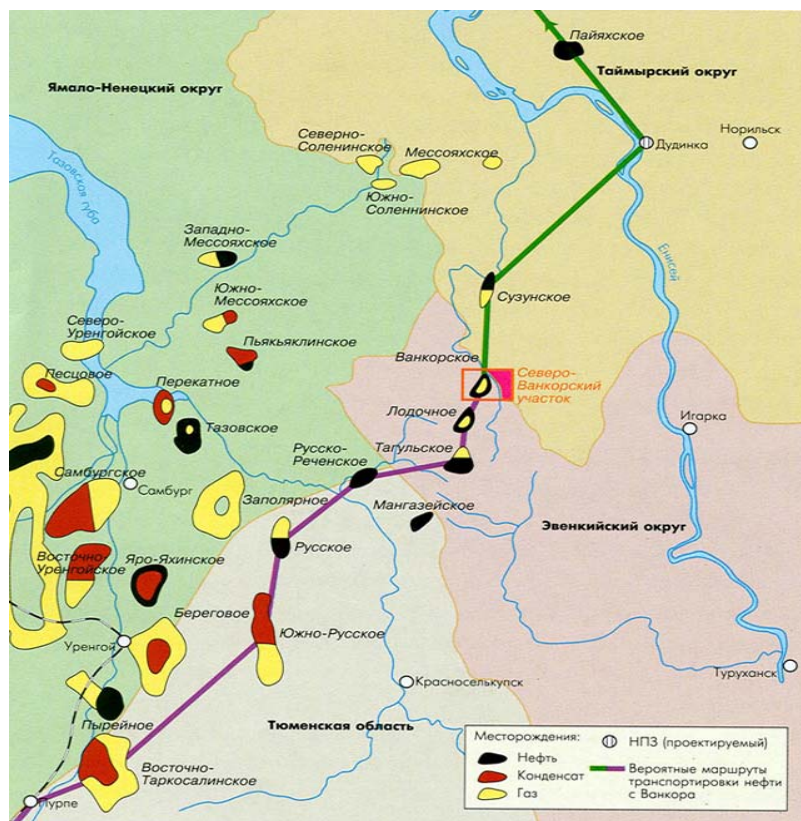 Пайяхское
Таймырский округ
Ямало-Ненецкий округ
Северно-
Соленинское
Мессояхское
Норильск
Дудинка
Тазовская губа
Южно-
Соленнинское
Западно-
Мессояхское
Енисей
Южно-
Мессояхское
Сузунское
Северо-
Уренгойское
Пьякьяклинское
Ванкорское
Северо-
Ванкорский
участок
Песцовое
Перекатное
Лодочное
Игарка
Тазовское
Русско-
Реченское
Тагульское
Самбургское
Самбург
Заполярное
Мангазейское
Эвенкийский округ
Русское
Восточно-
Уренгойское
Яро-Яхинское
Береговое
Южно-Русское
Уренгой
Красноселькупск
Туруханск
Пырейное
Тюменская область
Восточно-
Таркосалинское
Пурпе
Месторождения:
Нефть
Конденсат
Газ
НПЗ (проектируемый)
Вероятные маршруты
транспортировки нефти
с Ванкора